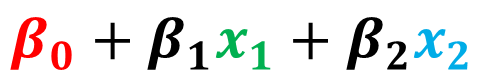 β₀ + β₁x₁ + β₂x₂